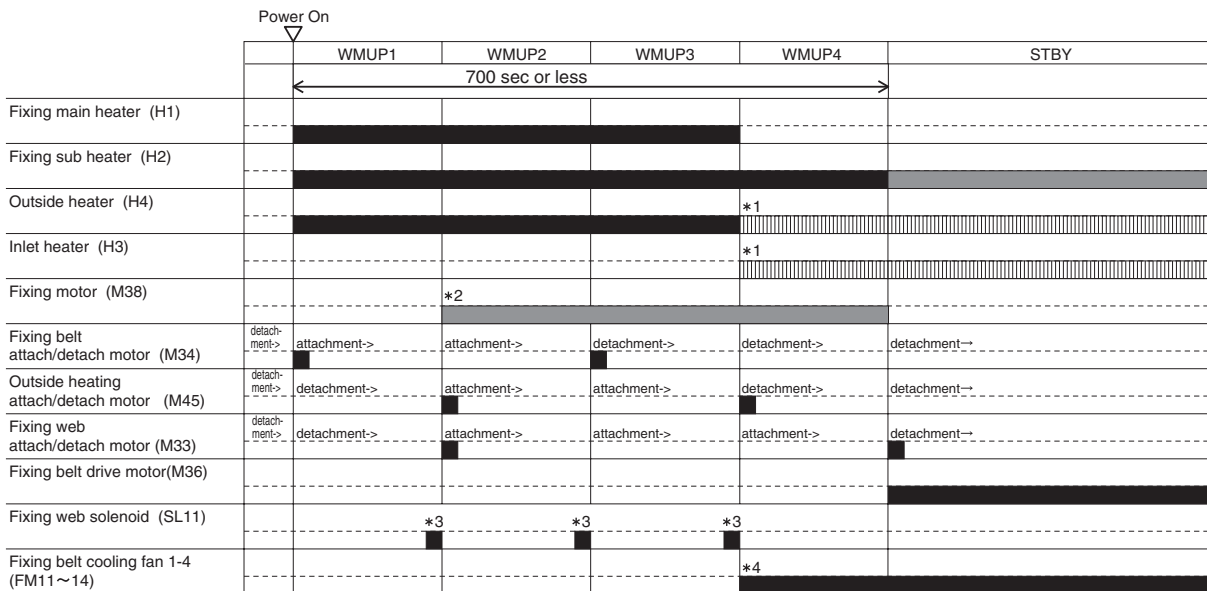 Power On
WMUP1 WMUP2 WMUP3 WMUP4 STBY
700 sec or less
Fixing main heater (H1)
Fixing sub heater (H2)
Outside heater (H4)
*1
Inlet heater (H3)
*1
Fixing motor (M38)
*2
Fixing belt
attach/detach motor (M34)
detach-
ment-> attachment-> attachment-> detachment-> detachment-> detachment→
Outside heating
attach/detach motor (M45)
detach-
ment-> detachment-> attachment-> attachment-> detachment-> detachment→
Fixing web
attach/detach motor (M33)
detach-
ment-> detachment-> attachment-> attachment-> attachment-> detachment→
Fixing belt drive motor(M36)
Fixing web solenoid (SL11)
*3 *3 *3
Fixing belt cooling fan 1-4
(FM11~14)
*4